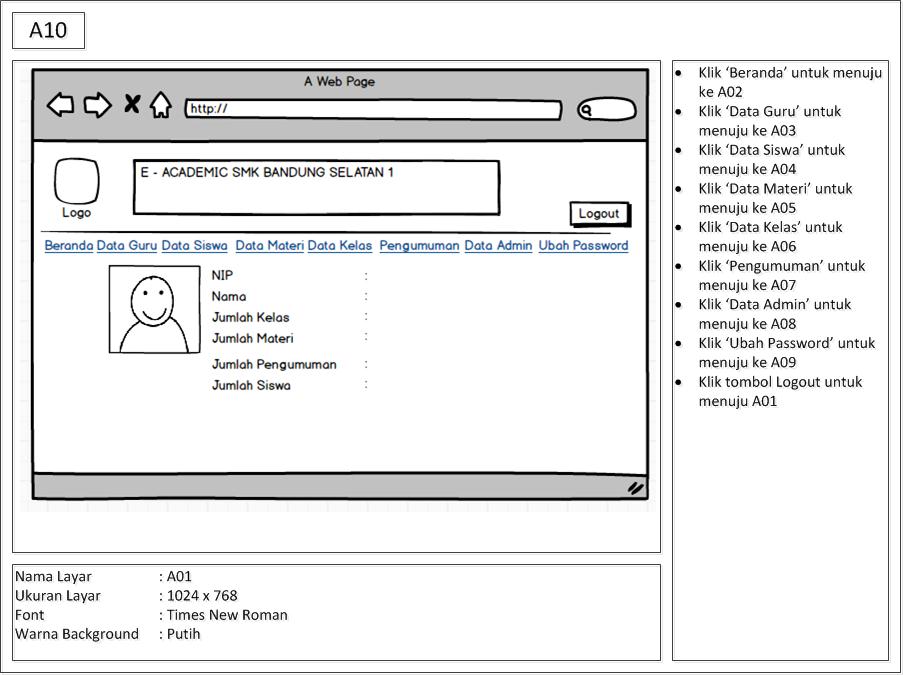 A10
A Web Page
http://
E - ACADEMIC SMK BANDUNG SELATAN 1
Logo
Logout
Beranda Data Guru Data Siswa Data Materi Data Kelas Pengumuman Data Admin Ubah Password
NIP :
Nama :
Jumlah Kelas :
Jumlah Materi :
Jumlah Pengumuman :
Jumlah Siswa :
• Klik ‘Beranda’ untuk menuju
ke A02
• Klik ‘Data Guru’ untuk
menuju ke A03
• Klik ‘Data Siswa’ untuk
menuju ke A04
• Klik ‘Data Materi’ untuk
menuju ke A05
• Klik ‘Data Kelas’ untuk
menuju ke A06
• Klik ‘Pengumuman’ untuk
menuju ke A07
• Klik ‘Data Admin’ untuk
menuju ke A08
• Klik ‘Ubah Password’ untuk
menuju ke A09
• Klik tombol Logout untuk
menuju A01
Nama Layar : A01
Ukuran Layar : 1024 x 768
Font : Times New Roman
Warna Background : Putih